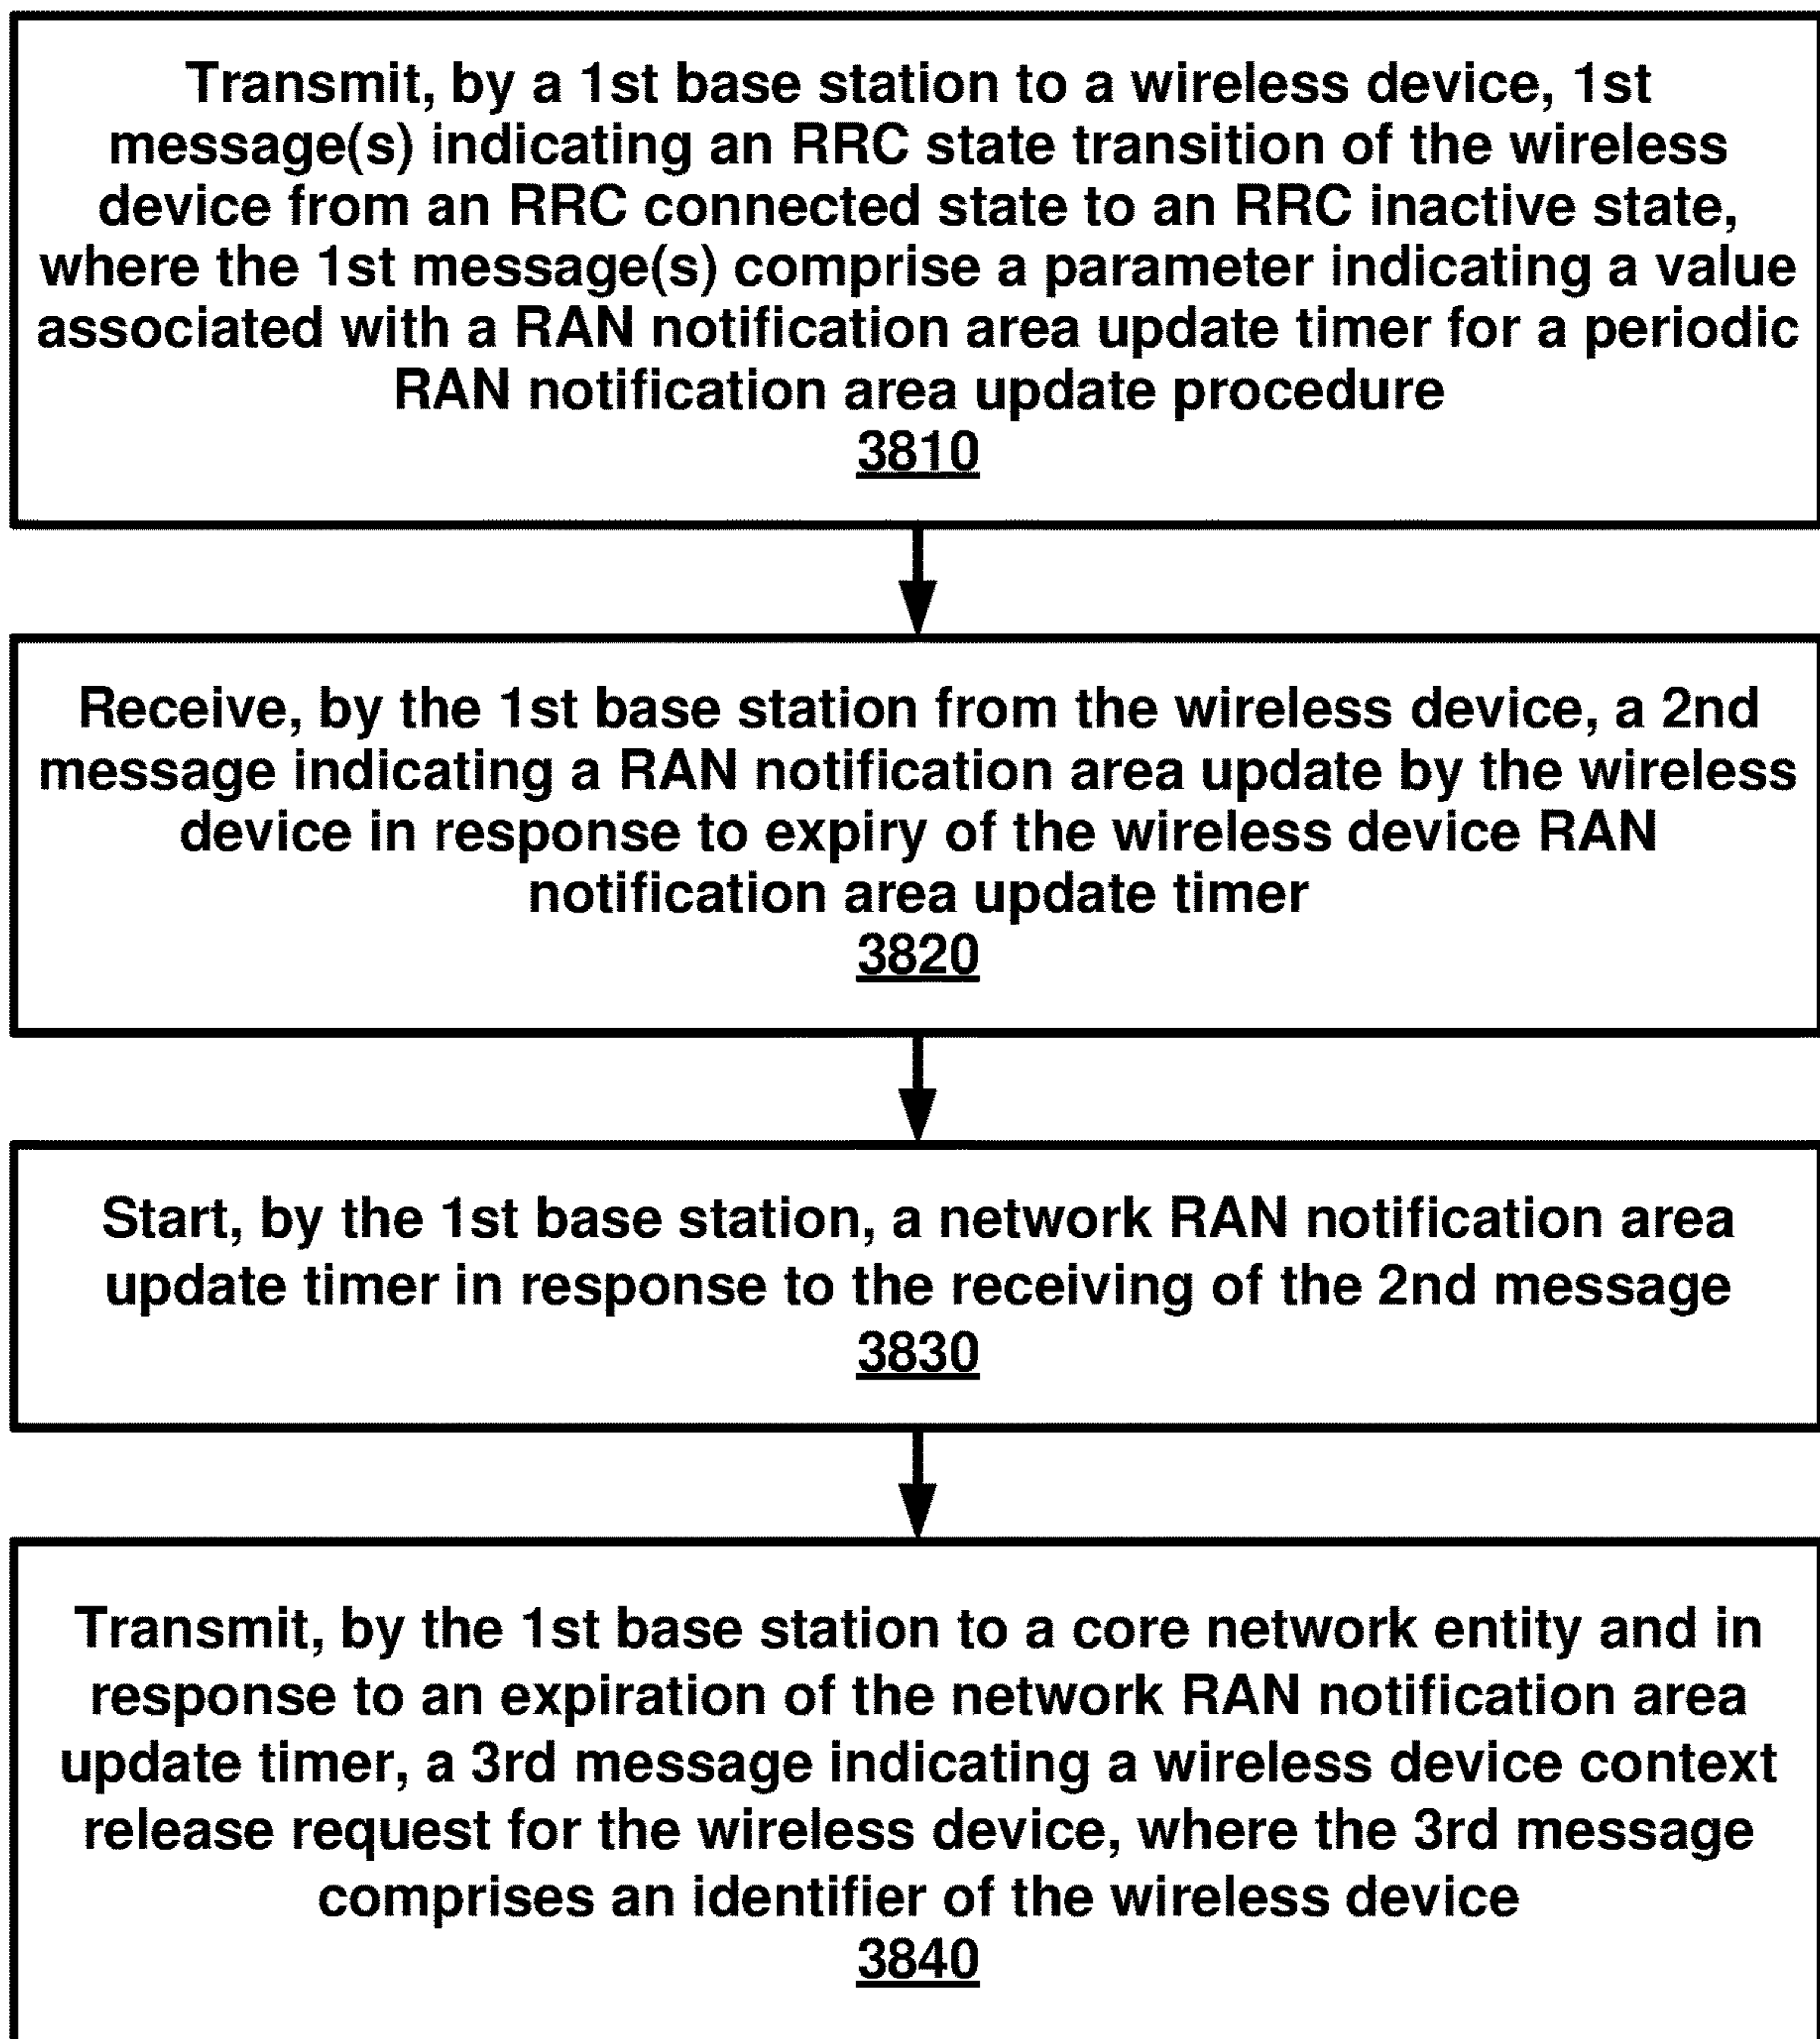 Transmit, by a 1st base station to a wireless device, 1st
message(s) indicating an RRC state transition of the wireless
device from an RRC connected state to an RRC inactive state,
where the 1st message(s) comprise a parameter indicating a value
associated with a RAN notification area update timer for a periodic
RAN notification area update procedure
3810
Receive, by the 1st base station from the wireless device, a 2nd
message indicating a RAN notification area update by the wireless
device in response to expiry of the wireless device RAN
notification area update timer
3820
Start, by the 1st base station, a network RAN notification area
update timer in response to the receiving of the 2nd message
3830
Transmit, by the 1st base station to a core network entity and in
response to an expiration of the network RAN notification area
update timer, a 3rd message indicating a wireless device context
release request for the wireless device, where the 3rd message
comprises an identifier of the wireless device
3840